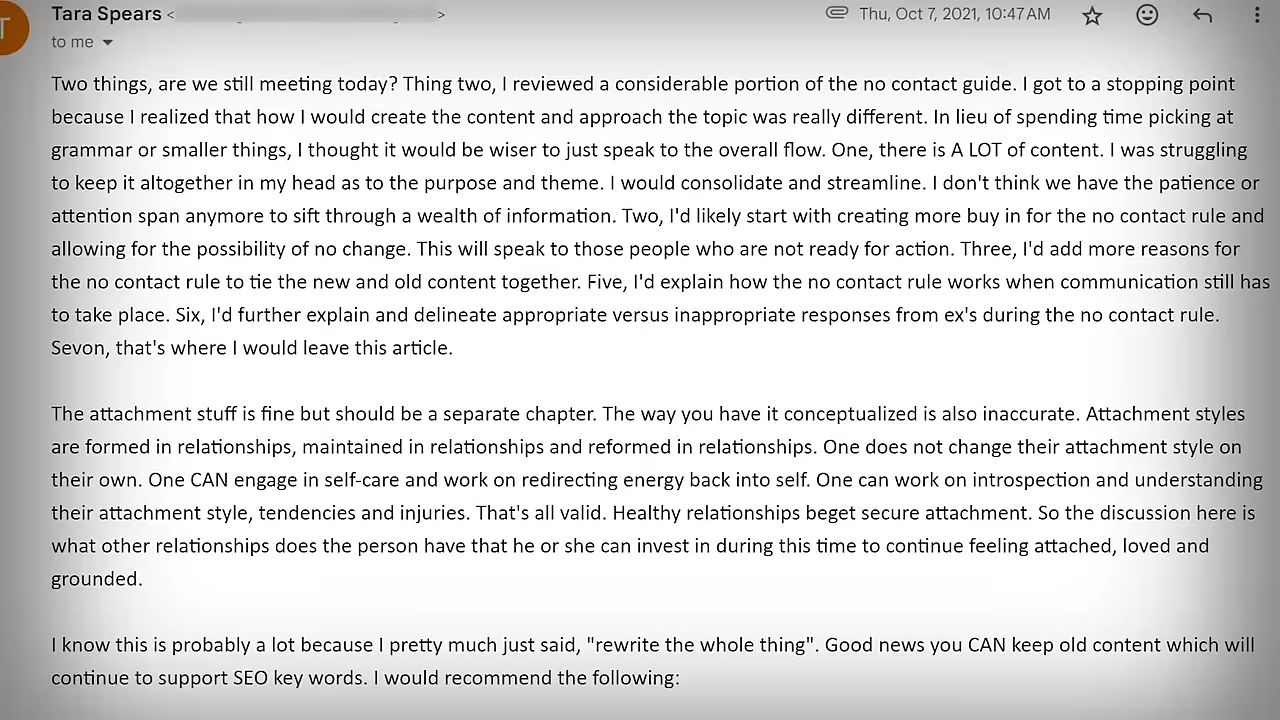 T
Tara Spears < >
Thu, Oct 7, 2021, 10:47 AM
to me
Two things, are we still meeting today? Thing two, I reviewed a considerable portion of the no contact guide. I got to a stopping point
because I realized that how I would create the content and approach the topic was really different. In lieu of spending time picking at
grammar or smaller things, I thought it would be wiser to just speak to the overall flow. One, there is A LOT of content. I was struggling
to keep it altogether in my head as to the purpose and theme. I would consolidate and streamline. I don't think we have the patience or
attention span anymore to sift through a wealth of information. Two, I'd likely start with creating more buy in for the no contact rule and
allowing for the possibility of no change. This will speak to those people who are not ready for action. Three, I'd add more reasons for
the no contact rule to tie the new and old content together. Five, I'd explain how the no contact rule works when communication still has
to take place. Six, I'd further explain and delineate appropriate versus inappropriate responses from ex's during the no contact rule.
Sevon, that's where I would leave this article.
The attachment stuff is fine but should be a separate chapter. The way you have it conceptualized is also inaccurate. Attachment styles
are formed in relationships, maintained in relationships and reformed in relationships. One does not change their attachment style on
their own. One CAN engage in self-care and work on redirecting energy back into self. One can work on introspection and understanding
their attachment style, tendencies and injuries. That's all valid. Healthy relationships beget secure attachment. So the discussion here is
what other relationships does the person have that he or she can invest in during this time to continue feeling attached, loved and
grounded.
I know this is probably a lot because I pretty much just said, "rewrite the whole thing". Good news you CAN keep old content which will
continue to support SEO key words. I would recommend the following: